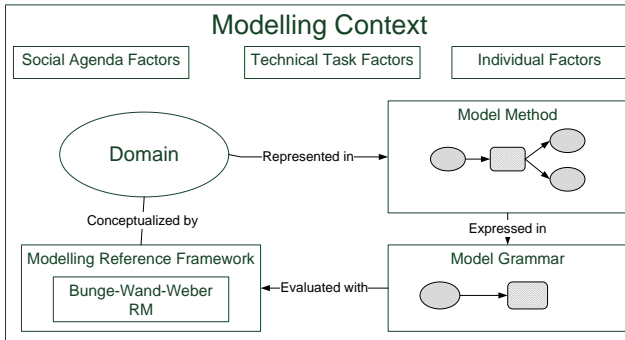 Modelling Context
Social Agenda Factors
Technical Task Factors
Individual Factors
Model Method
Domain
Represented in
Conceptualized by
Expressed in
Modelling Reference Framework
Model Grammar
Bunge-Wand-Weber
RM
Evaluated with